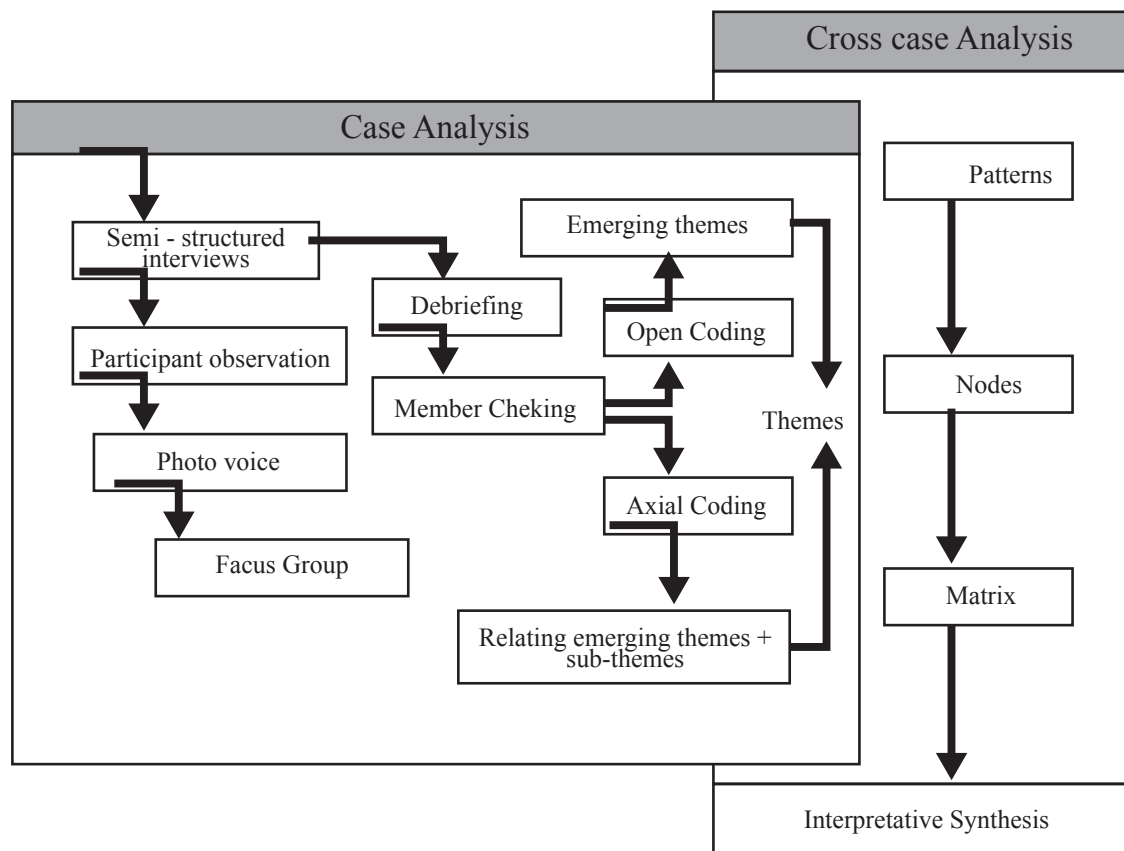 Cross case Analysis
Case Analysis
Semi - structured
interviews
Participant observation
Photo voice
Facus Group
Debriefing
Member Cheking
Emerging themes
Open Coding
Themes
Axial Coding
Relating emerging themes +
sub-themes
Patterns
Nodes
Matrix
Interpretative Synthesis